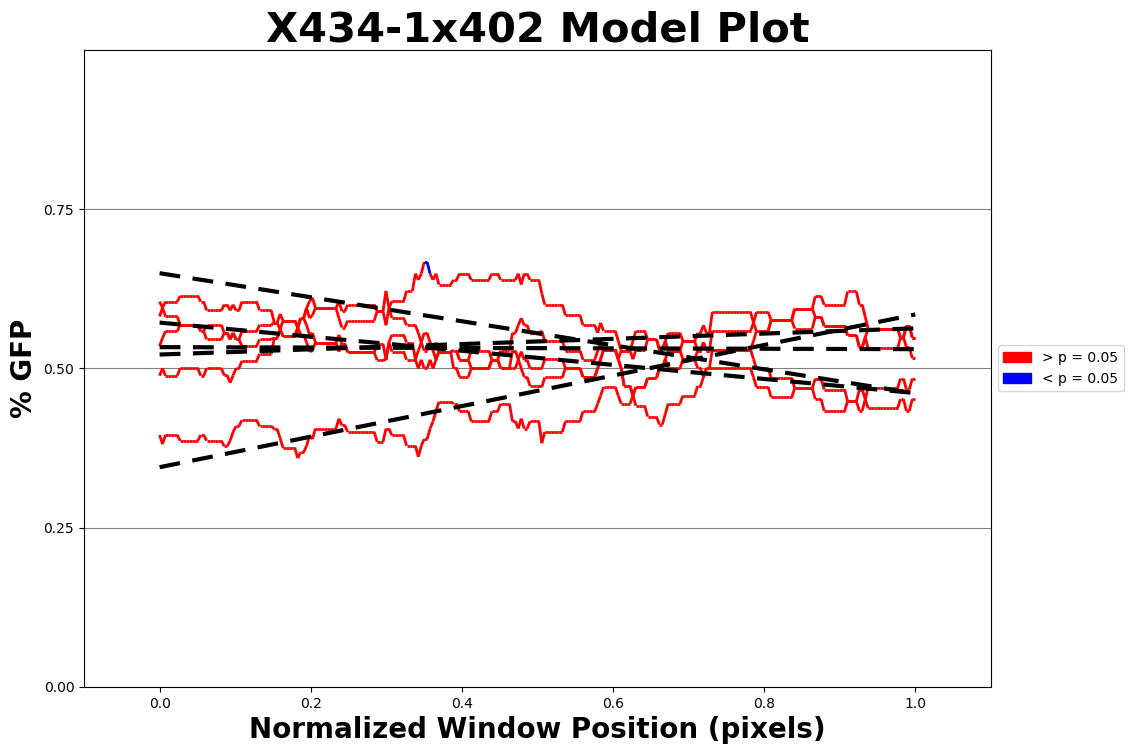 X434-1x402 Model Plot
% GFP
0.75
0.50
0.25
0.00
0.0 0.2 0.4 0.6 0.8 1.0
Normalized Window Position (pixels)
> p = 0.05
< p = 0.05